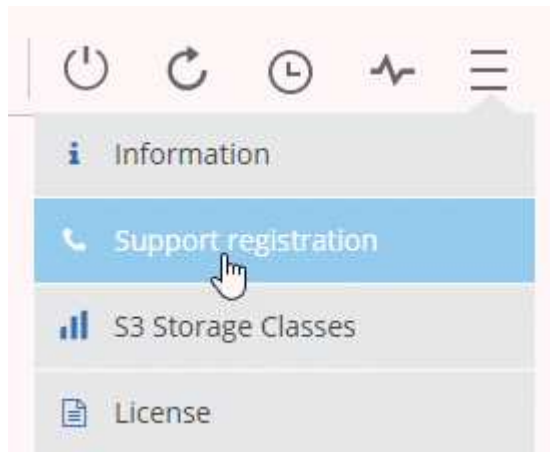 Information
Support registration
S3 Storage Classes
License